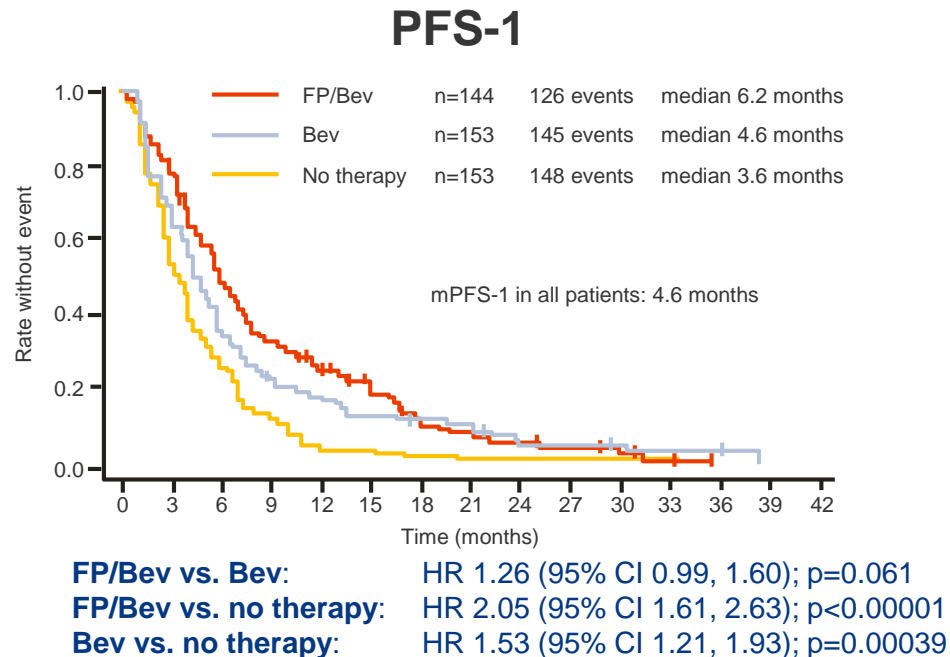 PFS-1
FP/Bev n=144 126 events median 6.2 months
Bev n=153 145 events median 4.6 months
No therapy n=153 148 events median 3.6 months
mPFS-1 in all patients: 4.6 months
Rate without event
1.0
0.8
0.6
0.4
0.2
0.0
0 3 6 9 12 15 18 21 24 27 30 33 36 39 42
Time (months)
FP/Bev vs. Bev: HR 1.26 (95% CI 0.99, 1.60); p=0.061
FP/Bev vs. no therapy: HR 2.05 (95% CI 1.61, 2.63); p<0.00001
Bev vs. no therapy: HR 1.53 (95% CI 1.21, 1.93); p=0.00039